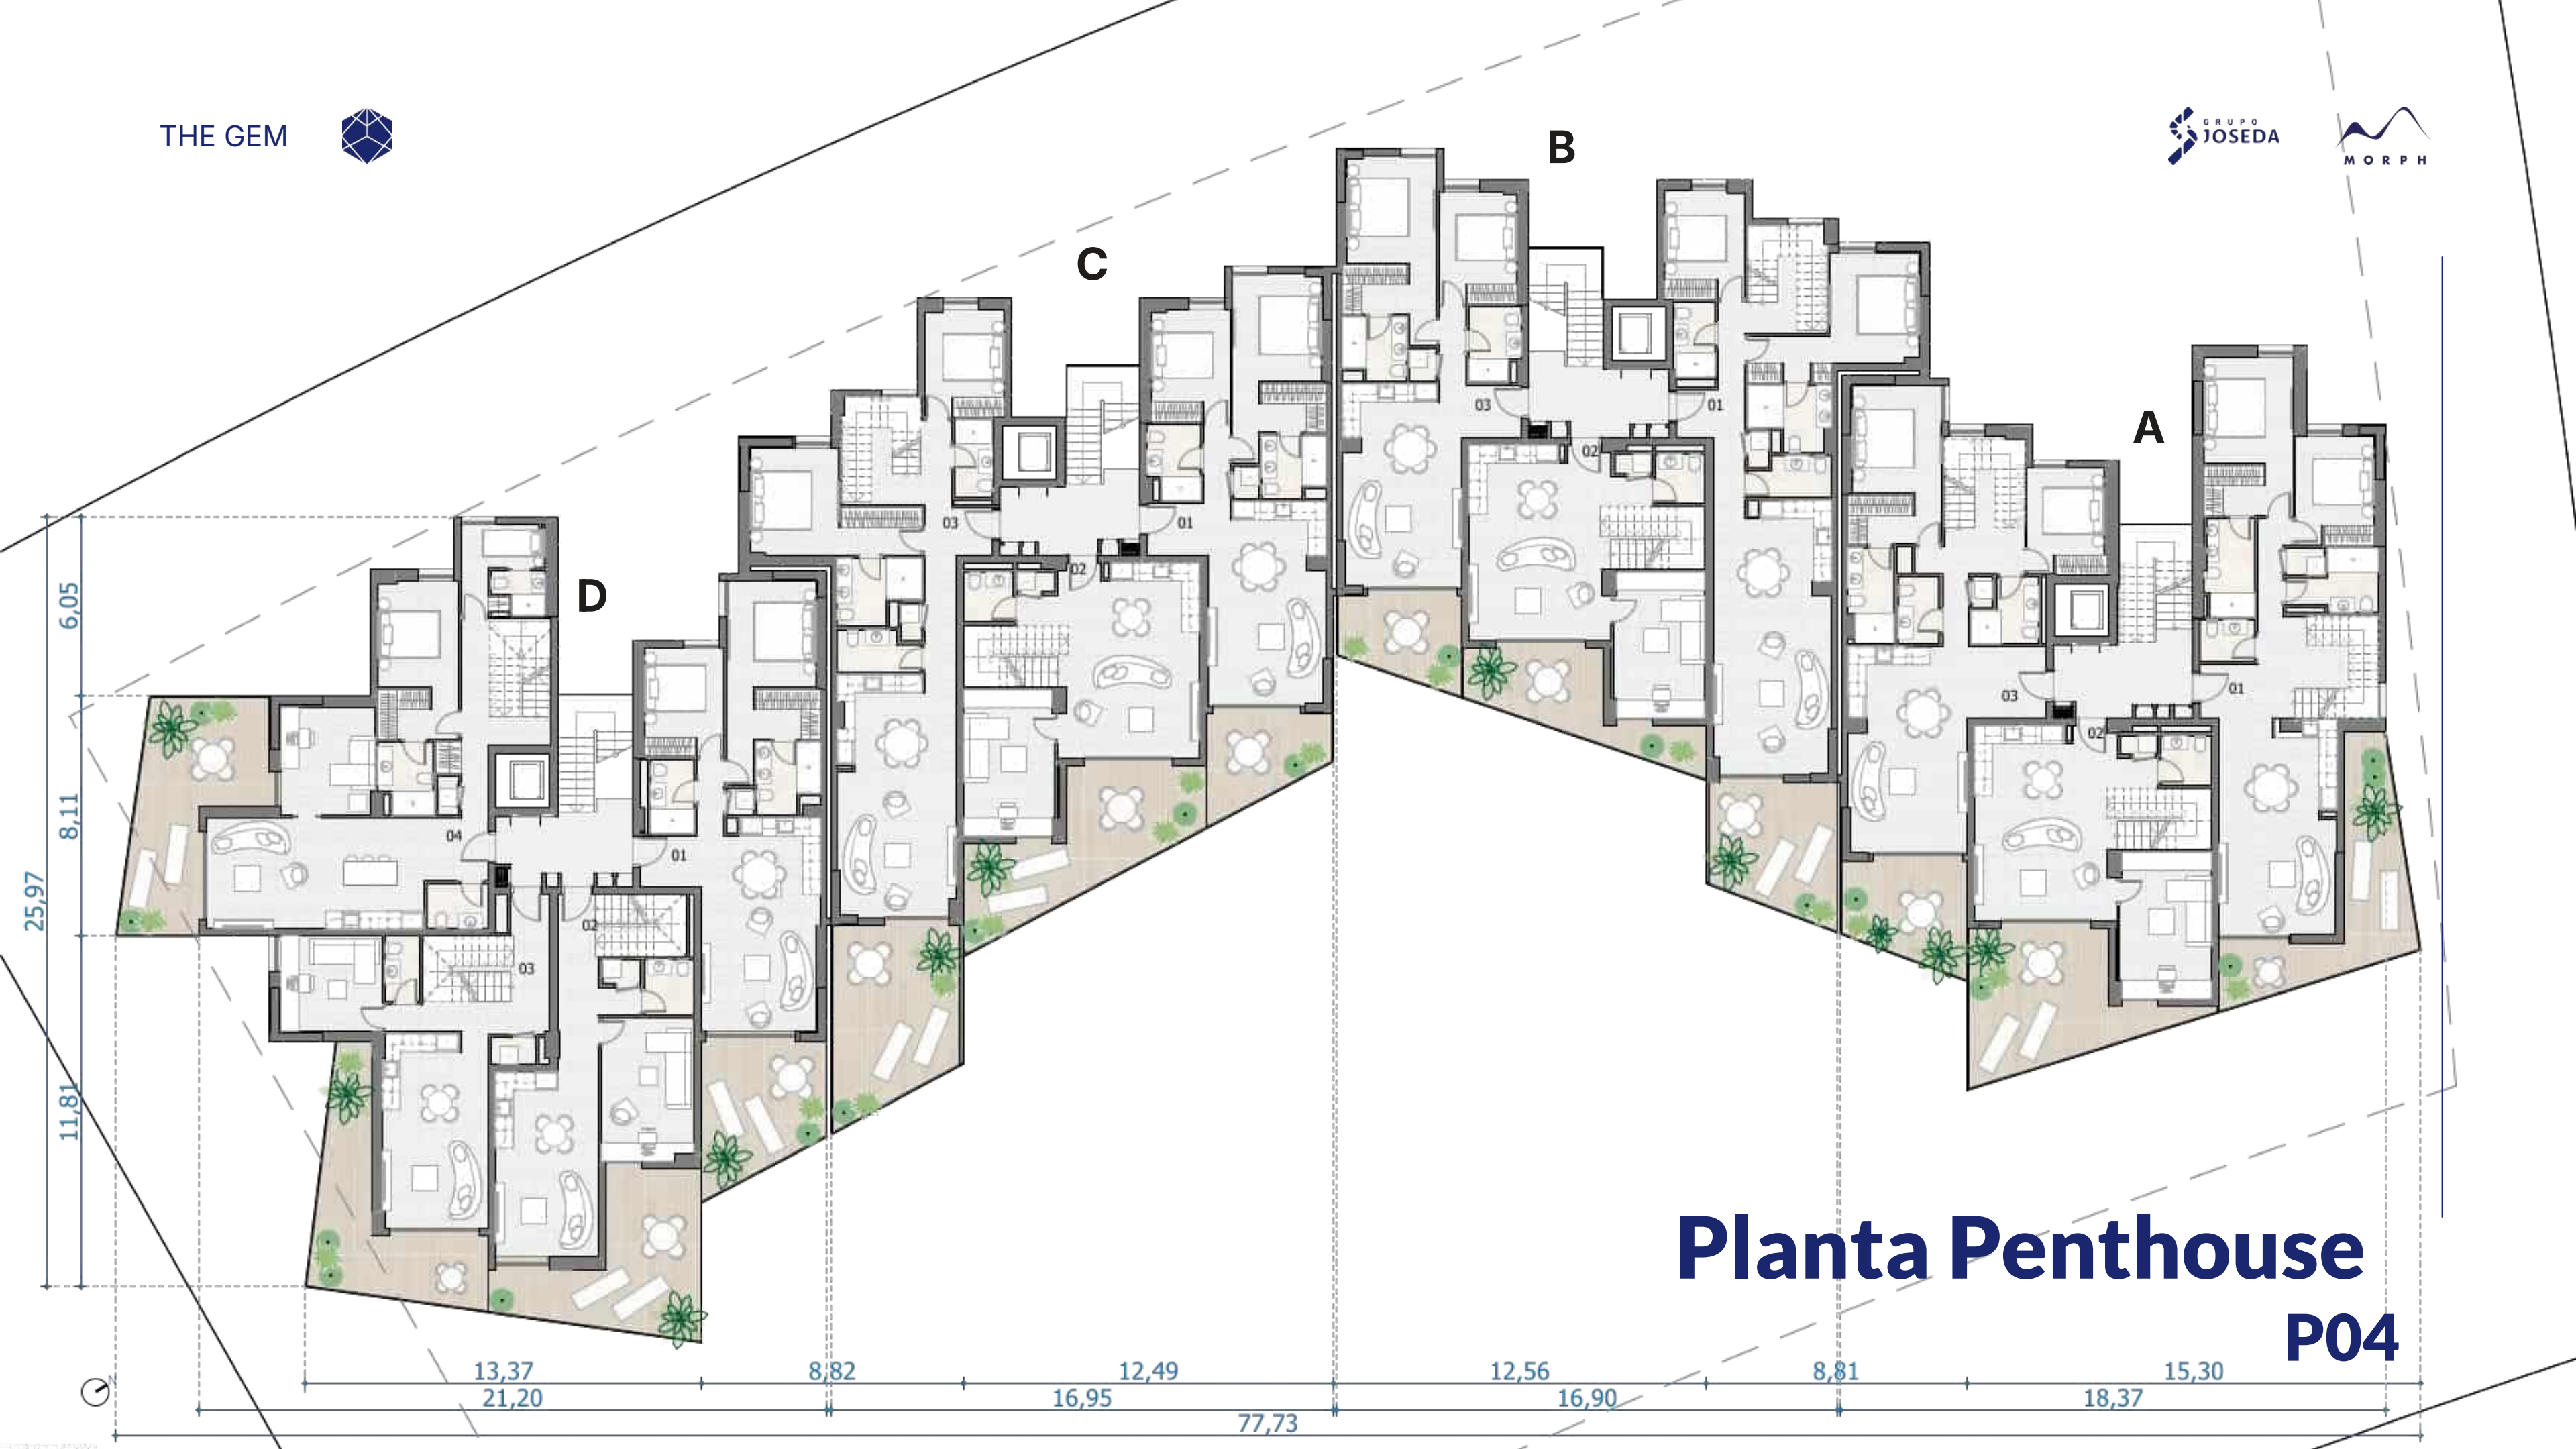 THE GEM
GRUPO
JOSEDA
MORPH
B
C
A
D
03
01
02
03
01
02
03
01
02
04
01
02
03
6,05
8,11
25,97
11,81
Planta Penthouse
P04
13,37
8,82
12,49
12,56
8,81
15,30
21,20
16,95
16,90
18,37
77,73